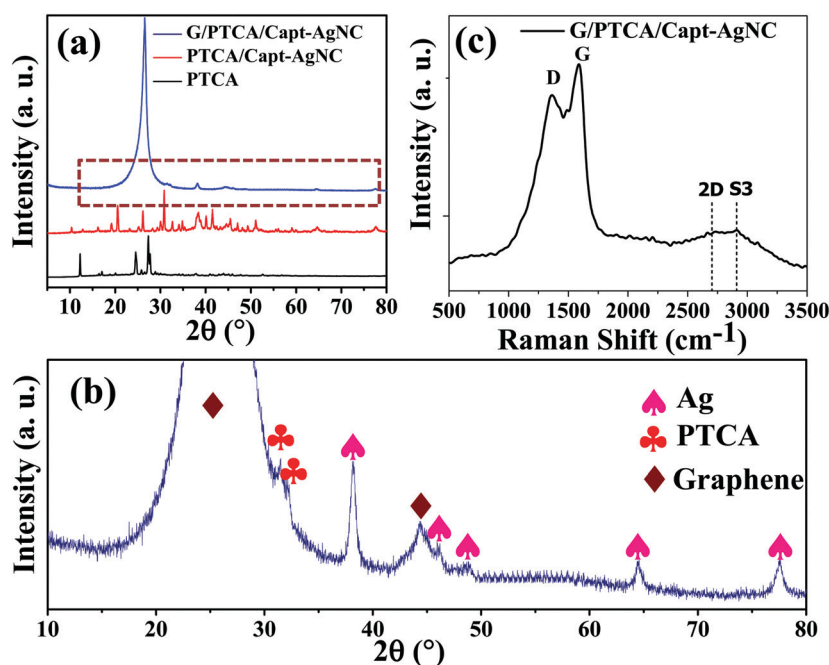 (a)
G/PTCA/Capt-AgNC
PTCA/Capt-AgNC
PTCA
Intensity (a. u.)
10 20 30 40 50 60 70 80
2θ (°)
(c)
G/PTCA/Capt-AgNC
D
G
2D S3
Intensity (a. u.)
500 1000 1500 2000 2500 3000 3500
Raman Shift (cm-1)
(b)
Ag
PTCA
Graphene
Intensity (a. u.)
10 20 30 40 50 60 70 80
2θ (°)